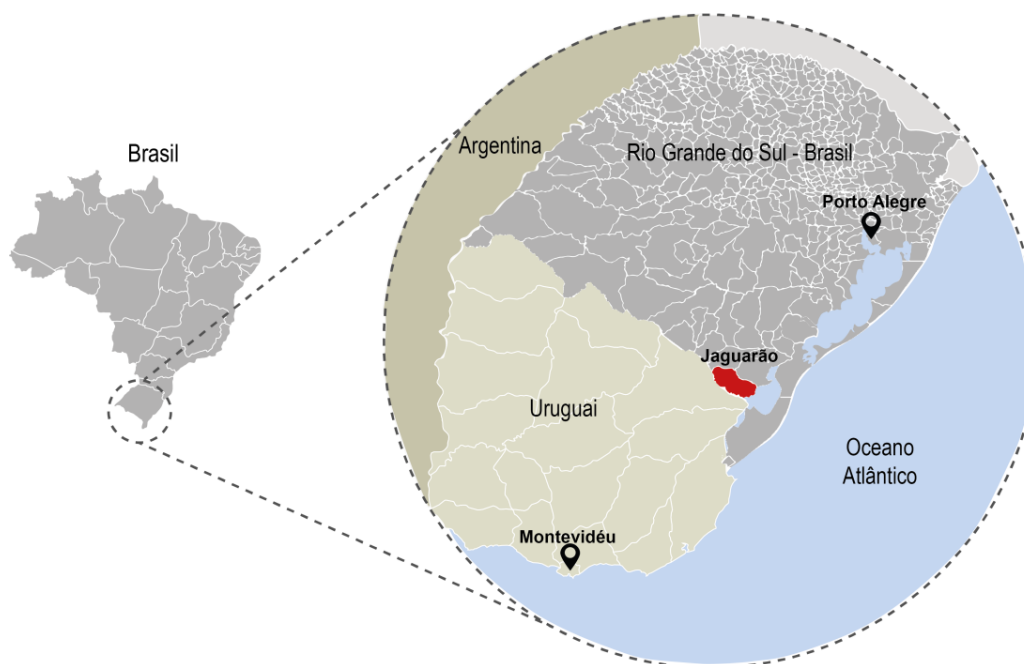 Brasil
Argentina
Rio Grande do Sul - Brasil
Porto Alegre
Jaguarão
Uruguai
Oceano
Atlântico
Montevidéu